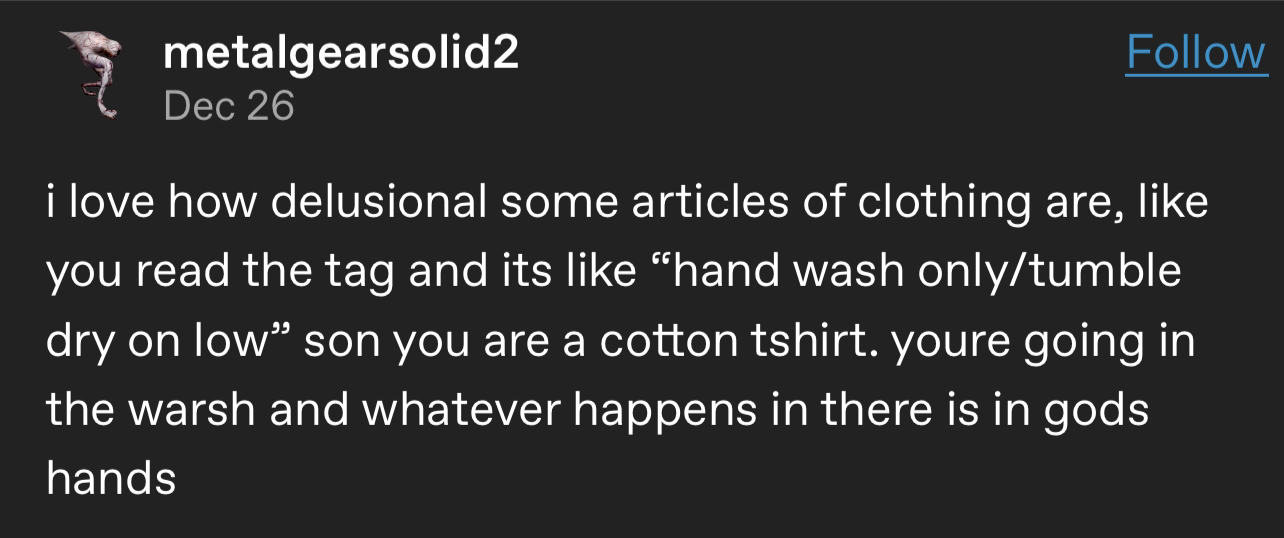 metalgearsolid2
Follow
Dec 26
i love how delusional some articles of clothing are, like
you read the tag and its like “hand wash only/tumble
dry on low” son you are a cotton tshirt. youre going in
the warsh and whatever happens in there is in gods
hands